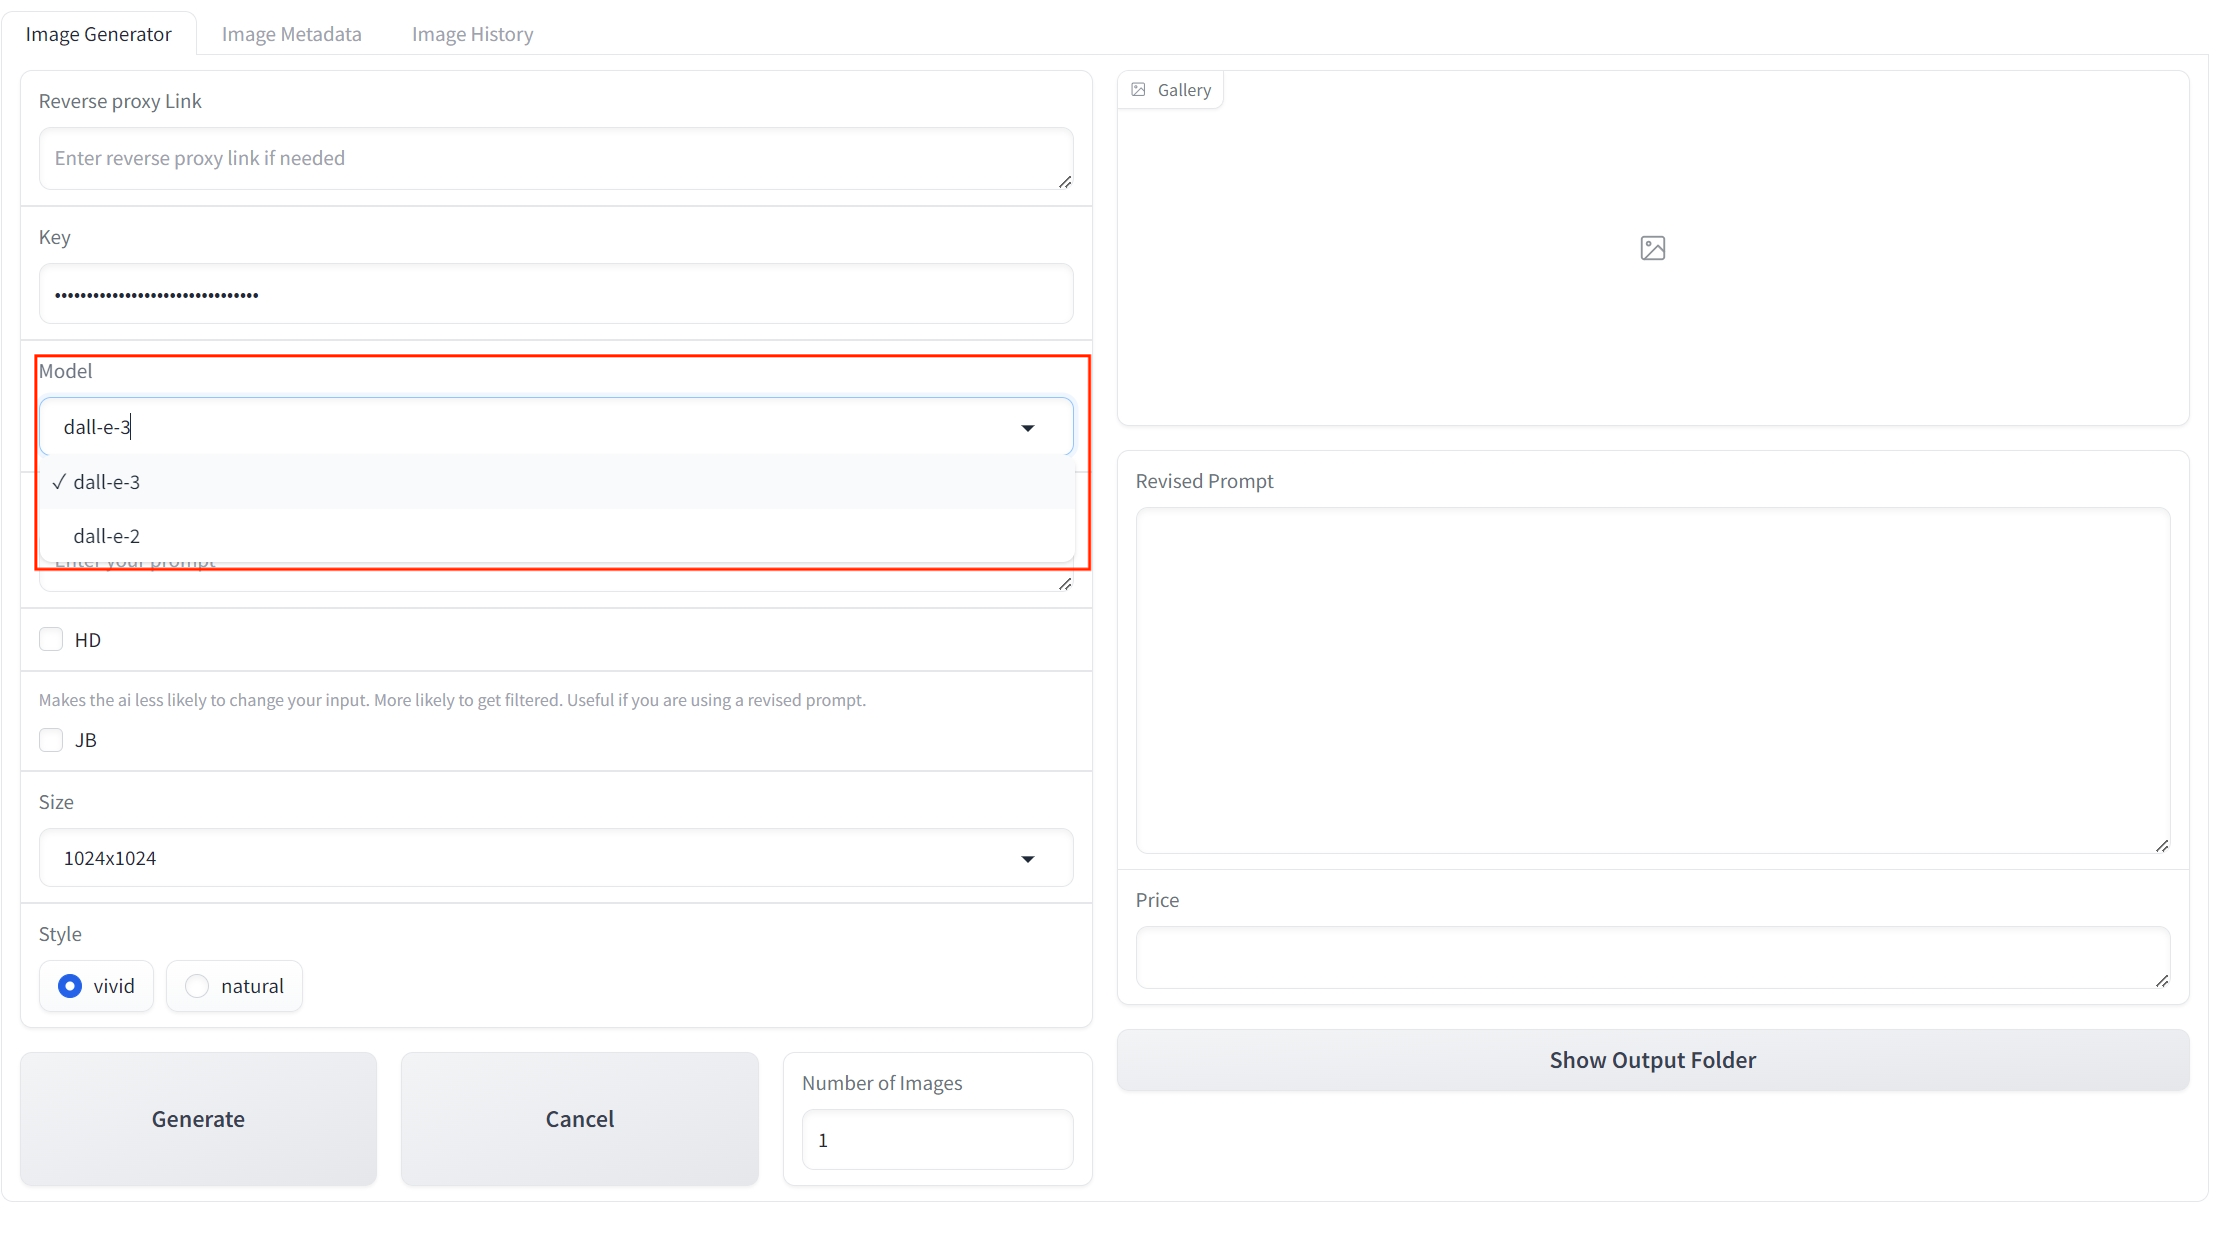 Image Generator
Image Metadata
Image History
Reverse proxy Link
Enter reverse proxy link if needed
Key
••••••••••••••••••••••••••••••••
Model
dall-e-3
✓ dall-e-3
dall-e-2
Enter your prompt
HD
Makes the ai less likely to change your input. More likely to get filtered. Useful if you are using a revised prompt.
JB
Size
1024x1024
Style
vivid
natural
Generate
Cancel
Number of Images
1
Gallery
Revised Prompt
Price
Show Output Folder